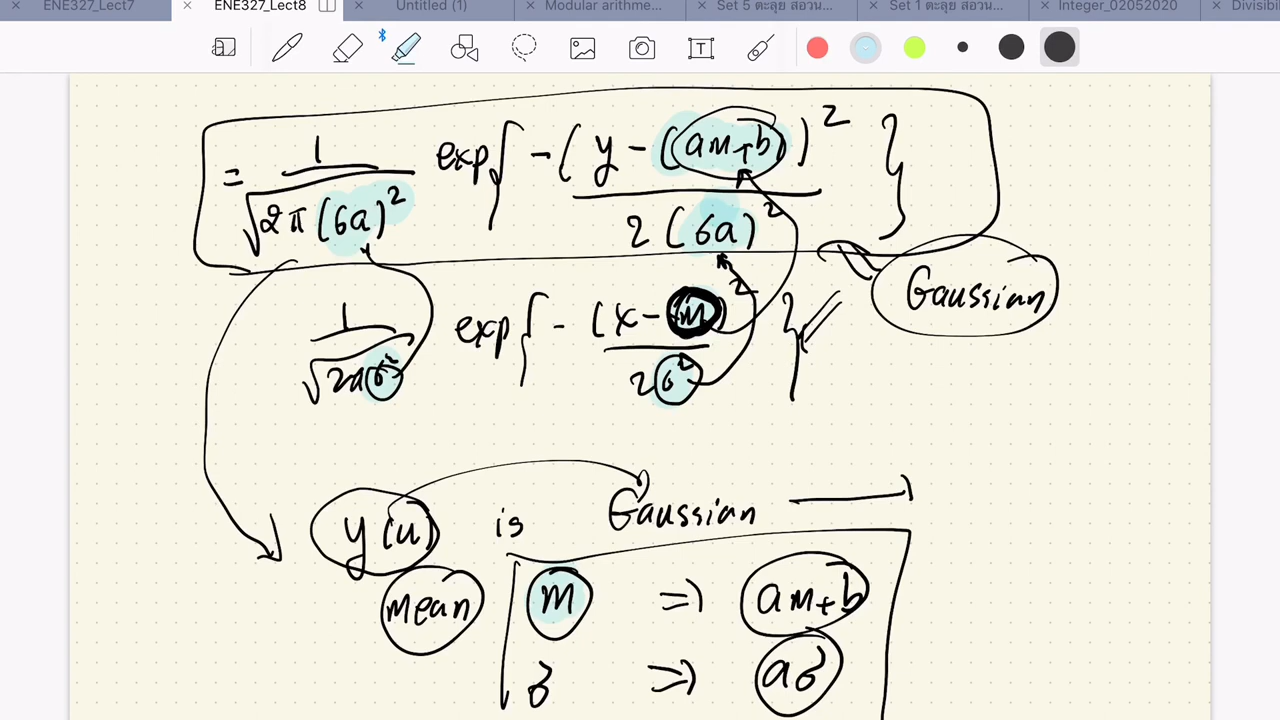 ENE327_Lect7 ENE327_Lect8 Untitled (1) Modular arithme... Set 5 ตะลุย สอวน... Set 1 ตะลุย สอวน... Integer_02052020 Divisibil
= 1/√(2π(σa)²) exp{ -(y-(am+b))² / 2(σa)² }
Gaussian
1/√(2πσ²) exp{ -(x-m)² / 2σ² }
y(u) is Gaussian
mean m ⇒ am+b
σ ⇒ aσ